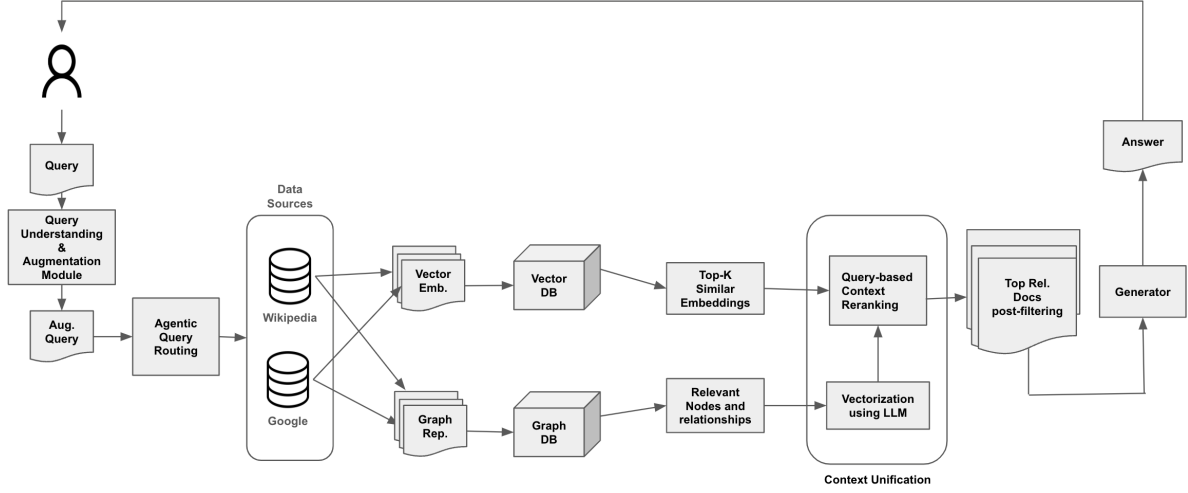 Query
Query
Understanding
&
Augmentation
Module
Aug.
Query
Agentic
Query
Routing
Data
Sources
Wikipedia
Google
Vector
Emb.
Graph
Rep.
Vector
DB
Graph
DB
Top-K
Similar
Embeddings
Relevant
Nodes and
relationships
Query-based
Context
Reranking
Vectorization
using LLM
Context Unification
Top Rel.
Docs
post-filtering
Generator
Answer